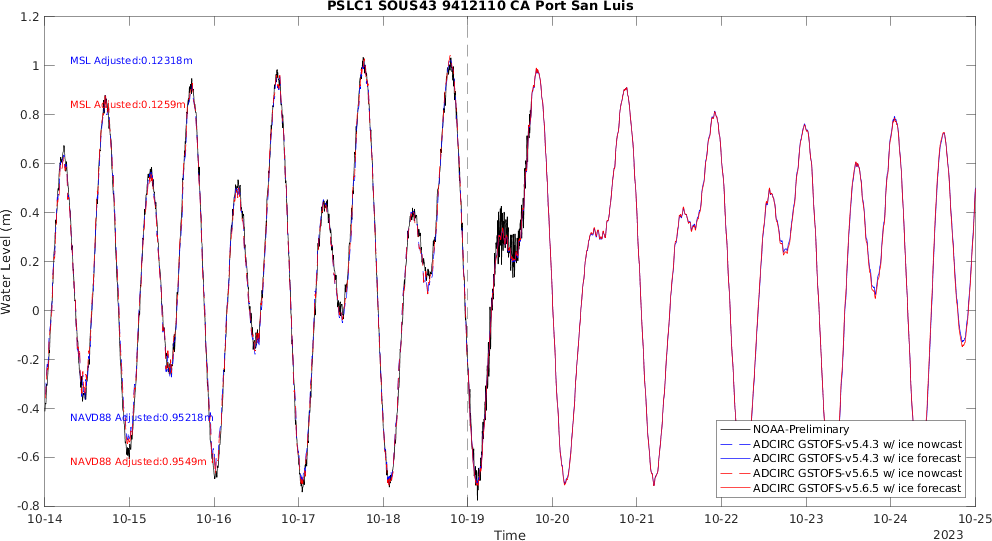 PSLC1 SOUS43 9412110 CA Port San Luis
1.2
1
0.8
0.6
0.4
0.2
0
-0.2
-0.4
-0.6
-0.8
Water Level (m)
MSL Adjusted:0.12318m
MSL Adjusted:0.1259m
NAVD88 Adjusted:0.95218m
NAVD88 Adjusted:0.9549m
NOAA-Preliminary
ADCIRC GSTOFS-v5.4.3 w/ ice nowcast
ADCIRC GSTOFS-v5.4.3 w/ ice forecast
ADCIRC GSTOFS-v5.6.5 w/ ice nowcast
ADCIRC GSTOFS-v5.6.5 w/ ice forecast
10-14 10-15 10-16 10-17 10-18 10-19 10-20 10-21 10-22 10-23 10-24 10-25
Time
2023